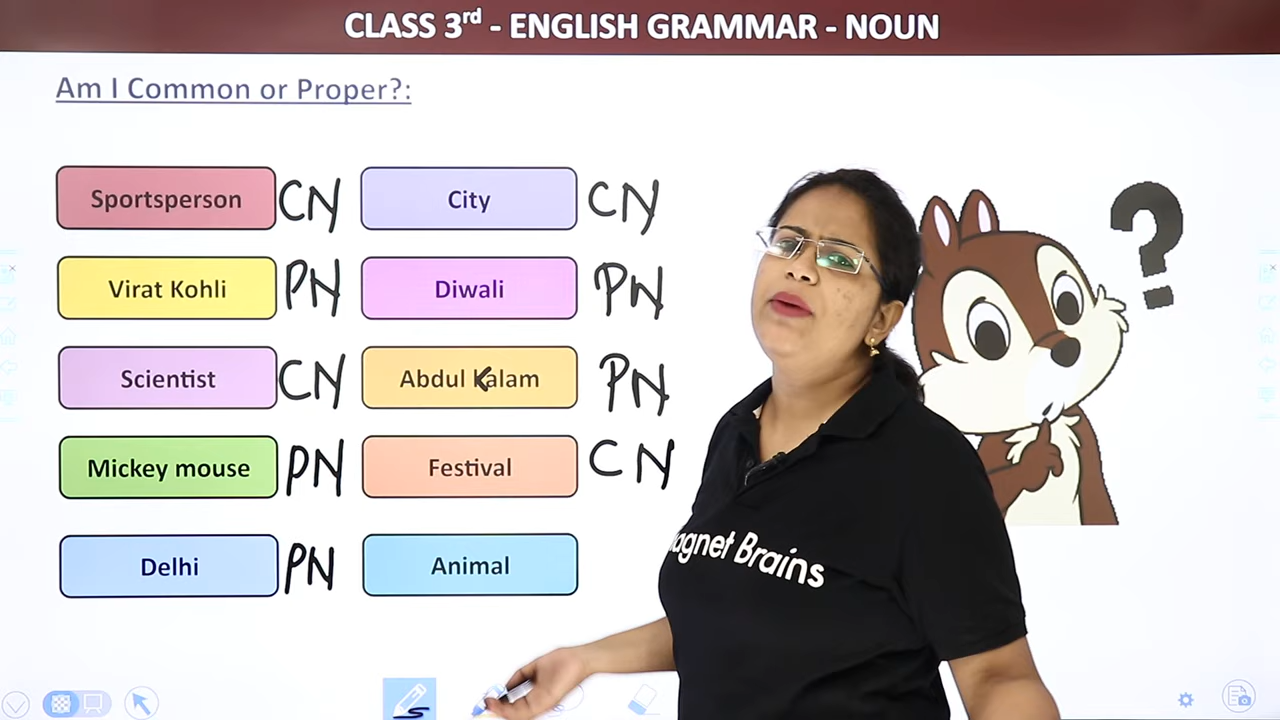 CLASS 3rd - ENGLISH GRAMMAR - NOUN
Am I Common or Proper?:
Sportsperson CN City CN
Virat Kohli PN Diwali PN
Scientist CN Abdul Kalam PN
Mickey mouse PN Festival CN
Delhi PN Animal
?
agnet Brains